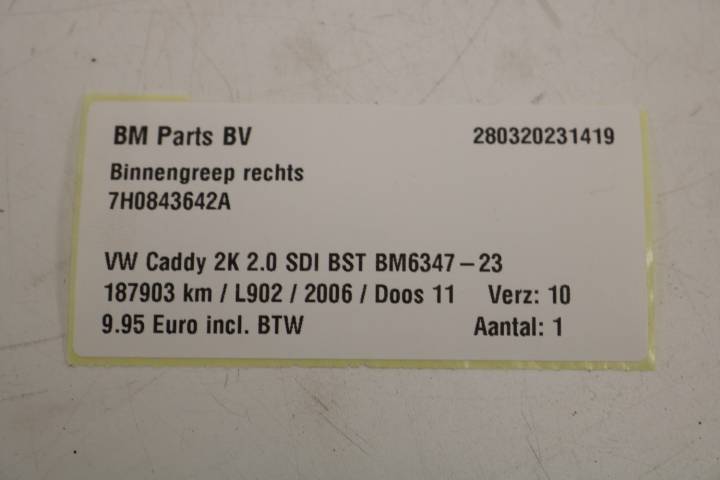 BM Parts BV 280320231419
Binnengreep rechts
7H0843642A
VW Caddy 2K 2.0 SDI BST BM6347-23
187903 km / L902 / 2006 / Doos 11 Verz: 10
9.95 Euro incl. BTW Aantal: 1